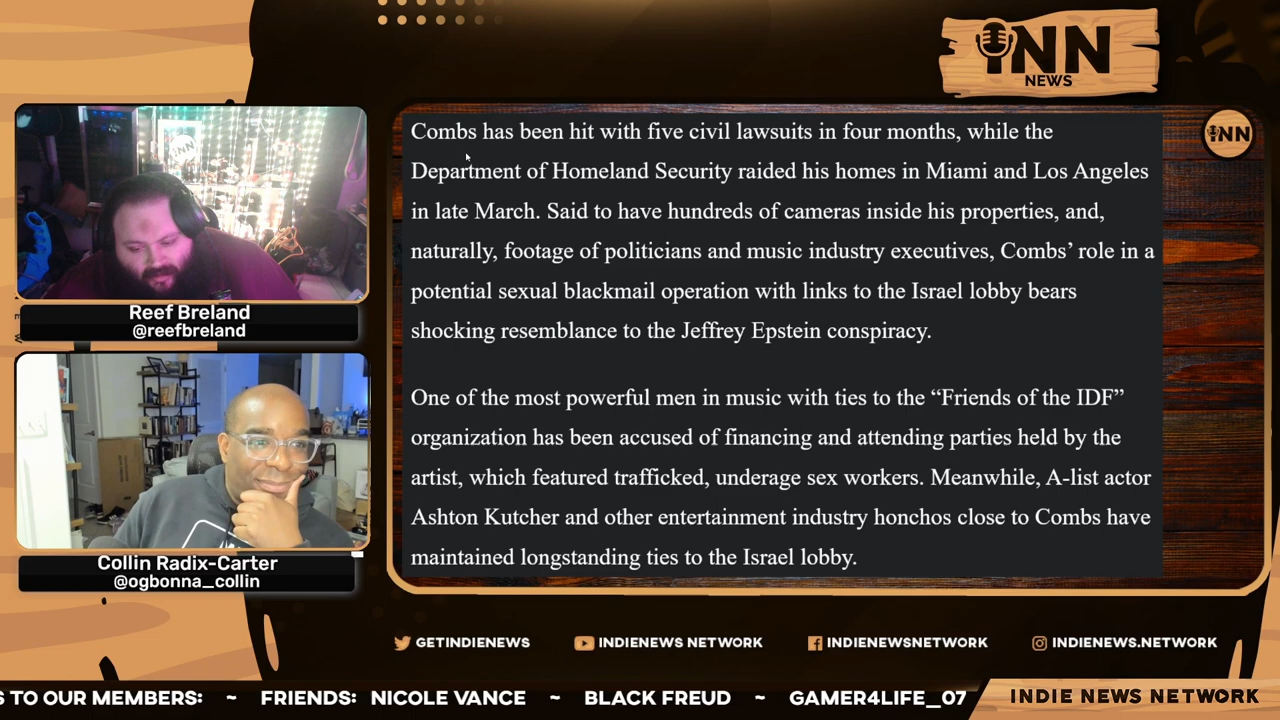 iNN
NEWS
iNN
Combs has been hit with five civil lawsuits in four months, while the
Department of Homeland Security raided his homes in Miami and Los Angeles
in late March. Said to have hundreds of cameras inside his properties, and,
naturally, footage of politicians and music industry executives, Combs’ role in a
potential sexual blackmail operation with links to the Israel lobby bears
shocking resemblance to the Jeffrey Epstein conspiracy.
One of the most powerful men in music with ties to the “Friends of the IDF”
organization has been accused of financing and attending parties held by the
artist, which featured trafficked, underage sex workers. Meanwhile, A-list actor
Ashton Kutcher and other entertainment industry honchos close to Combs have
maintained longstanding ties to the Israel lobby.
Reef Breland
@reefbreland
Collin Radix-Carter
@ogbonna_collin
GETINDIENEWS
INDIENEWS NETWORK
INDIENEWSNETWORK
INDIENEWS.NETWORK
S TO OUR MEMBERS: ~ FRIENDS: NICOLE VANCE ~ BLACK FREUD ~ GAMER4LIFE_07
INDIE NEWS NETWORK